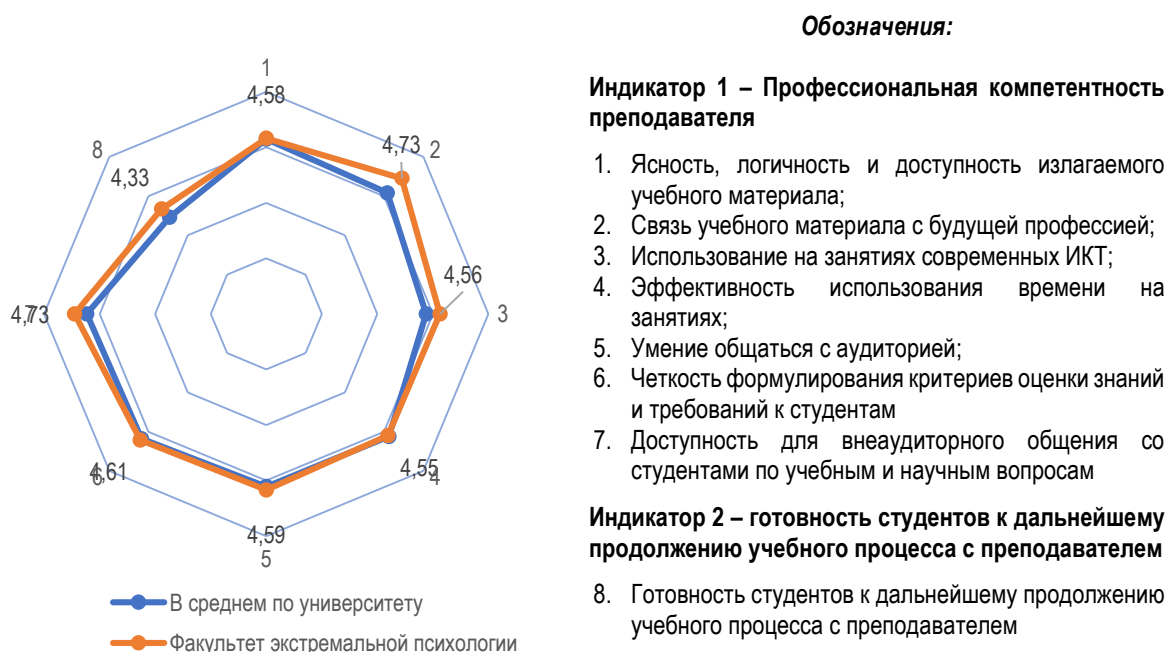 1
4,58
8
4,73
2
4,33
4,56
4,73
7
3
4,61
6
4,55
4
4,59
5
В среднем по университету
Факультет экстремальной психологии
Обозначения:
Индикатор 1 – Профессиональная компетентность
преподавателя
1. Ясность, логичность и доступность излагаемого
учебного материала;
2. Связь учебного материала с будущей профессией;
3. Использование на занятиях современных ИКТ;
4. Эффективность использования времени на
занятиях;
5. Умение общаться с аудиторией;
6. Четкость формулирования критериев оценки знаний
и требований к студентам
7. Доступность для внеаудиторного общения со
студентами по учебным и научным вопросам
Индикатор 2 – готовность студентов к дальнейшему
продолжению учебного процесса с преподавателем
8. Готовность студентов к дальнейшему продолжению
учебного процесса с преподавателем